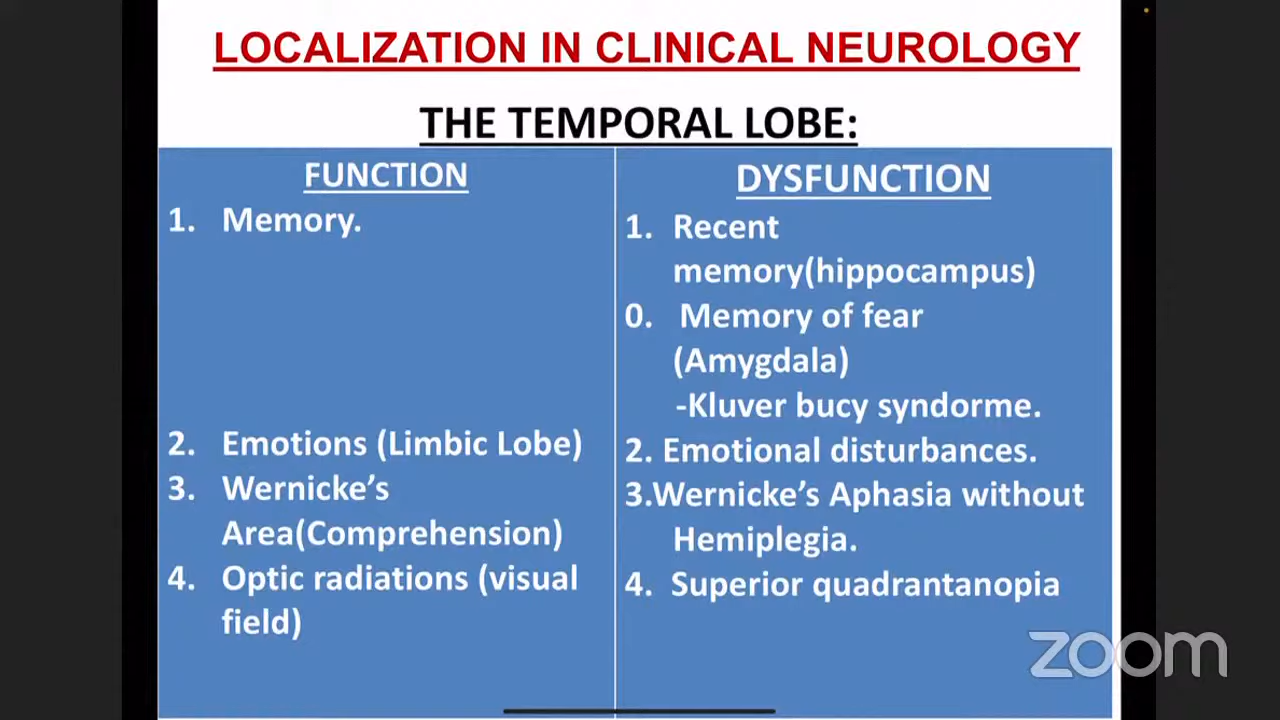 LOCALIZATION IN CLINICAL NEUROLOGY
THE TEMPORAL LOBE:
FUNCTION
1. Memory.
2. Emotions (Limbic Lobe)
3. Wernicke’s
Area(Comprehension)
4. Optic radiations (visual
field)
DYSFUNCTION
1. Recent
memory(hippocampus)
0. Memory of fear
(Amygdala)
-Kluver bucy syndorme.
2. Emotional disturbances.
3.Wernicke’s Aphasia without
Hemiplegia.
4. Superior quadrantanopia
zoom